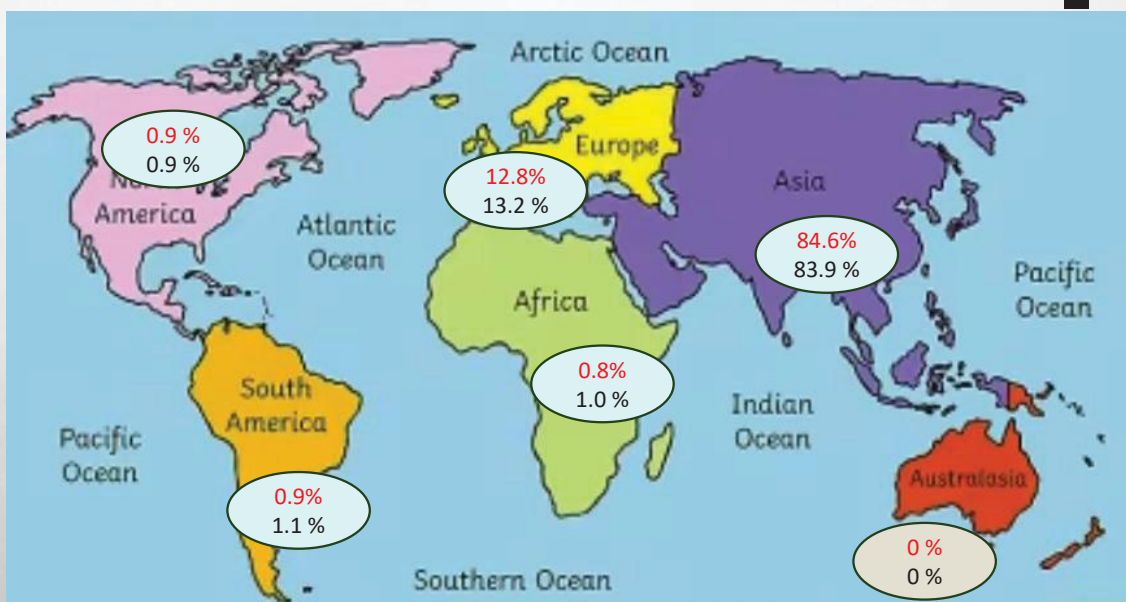 Arctic Ocean
0.9 %
0.9 %
America
Europe
12.8%
13.2 %
Asia
Atlantic
Ocean
84.6%
83.9 %
Pacific
Ocean
Africa
0.8%
1.0 %
South
America
Indian
Ocean
Pacific
Ocean
0.9%
1.1 %
Australasia
0 %
0 %
Southern Ocean